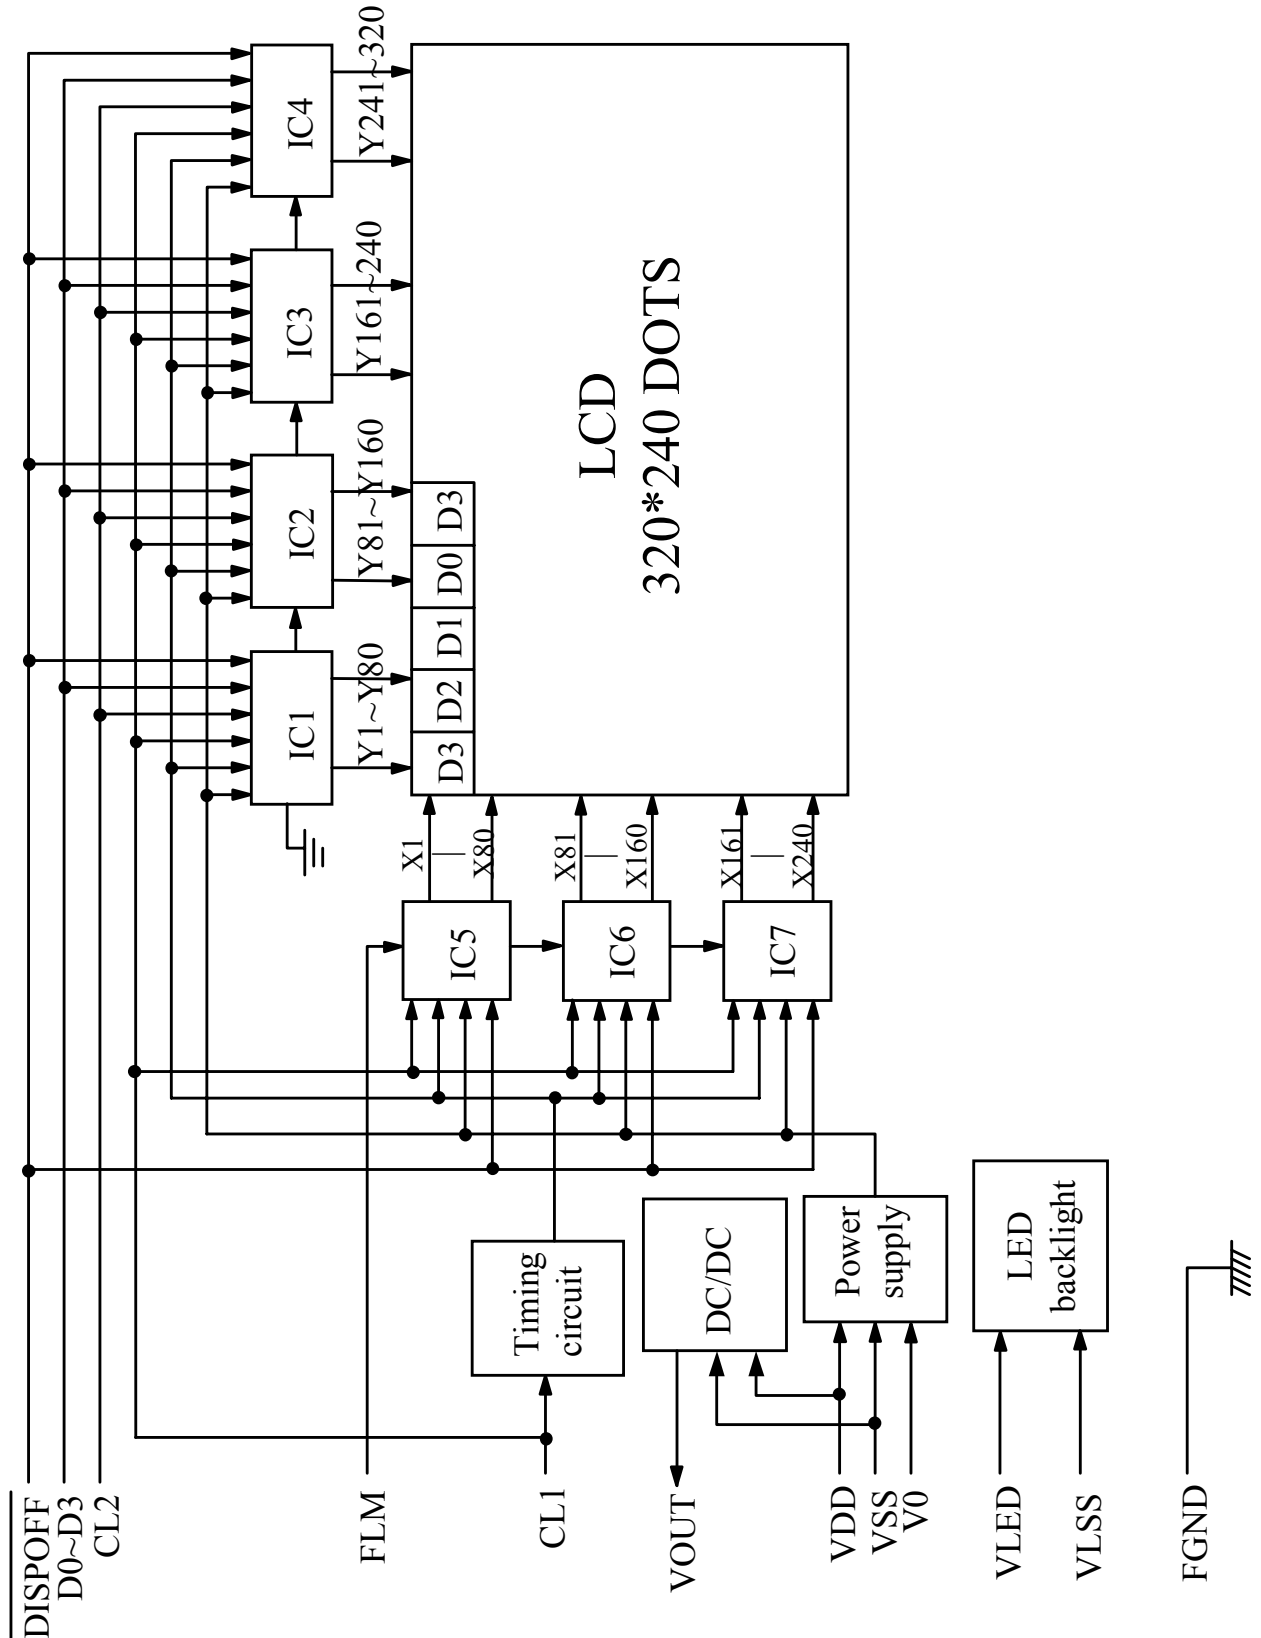 DISPOFF
D0~D3
CL2
IC1
IC2
IC3
IC4
FLM
Y1~Y80
Y81~Y160
Y161~240
Y241~320
X1
X80
IC5
D3
D2
D1
D0
D3
CL1
Timing
circuit
X81
X160
IC6
LCD
320*240 DOTS
VOUT
DC/DC
X161
X240
IC7
VDD
VSS
V0
Power
supply
VLED
VLSS
LED
backlight
FGND